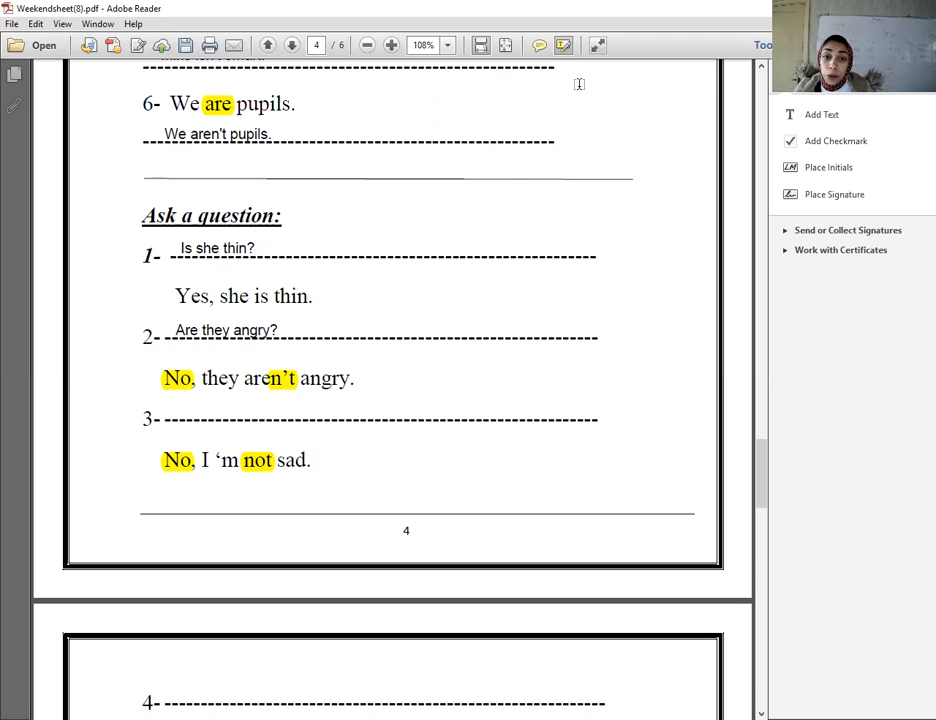 Weekendsheet(8).pdf - Adobe Reader
File Edit View Window Help
Open 4 / 6 108% Too
6- We are pupils.
We aren't pupils.
Ask a question:
1- Is she thin?
Yes, she is thin.
2- Are they angry?
No, they aren't angry.
3-
No, I 'm not sad.
4
4-
Add Text
Add Checkmark
Place Initials
Place Signature
Send or Collect Signatures
Work with Certificates